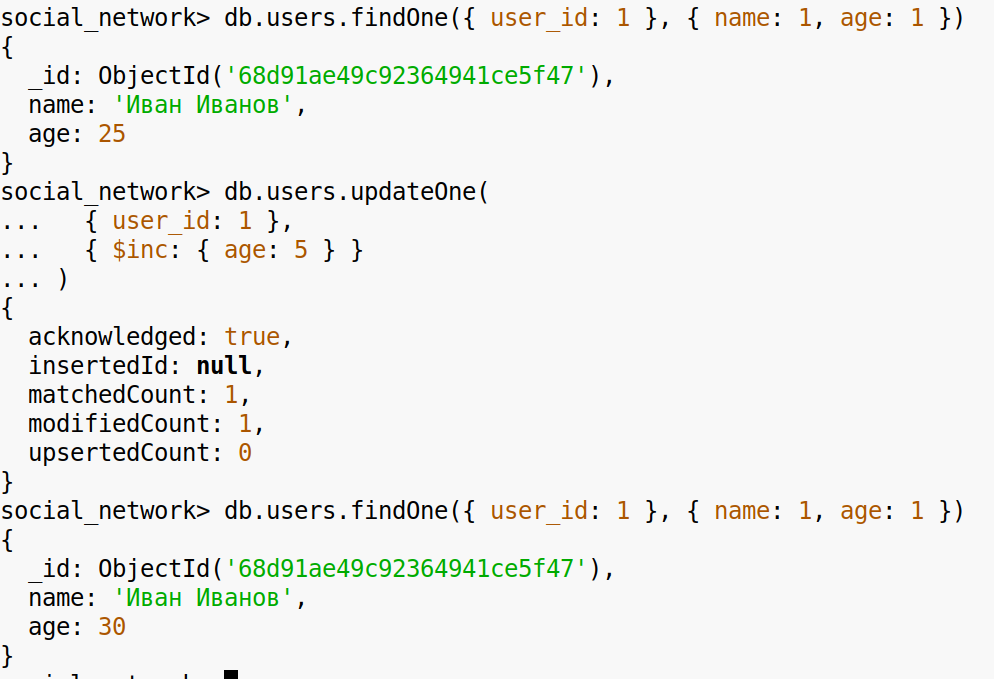 social_network> db.users.findOne({ user_id: 1 }, { name: 1, age: 1 })
{
  _id: ObjectId('68d91ae49c92364941ce5f47'),
  name: 'Иван Иванов',
  age: 25
}
social_network> db.users.updateOne(
...   { user_id: 1 },
...   { $inc: { age: 5 } }
... )
{
  acknowledged: true,
  insertedId: null,
  matchedCount: 1,
  modifiedCount: 1,
  upsertedCount: 0
}
social_network> db.users.findOne({ user_id: 1 }, { name: 1, age: 1 })
{
  _id: ObjectId('68d91ae49c92364941ce5f47'),
  name: 'Иван Иванов',
  age: 30
}